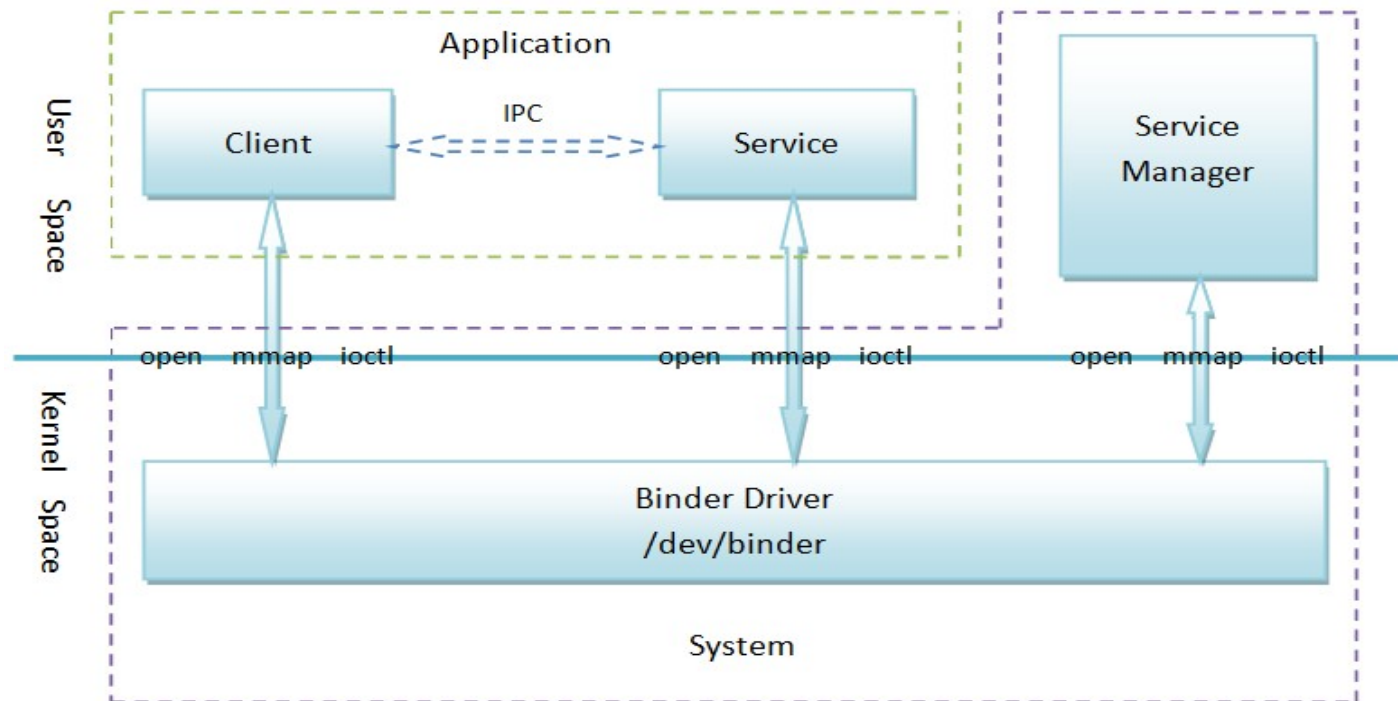 Application
User Space
Client
IPC
Service
Service
Manager
open mmap ioctl
open mmap ioctl
open mmap ioctl
Kernel Space
Binder Driver
/dev/binder
System